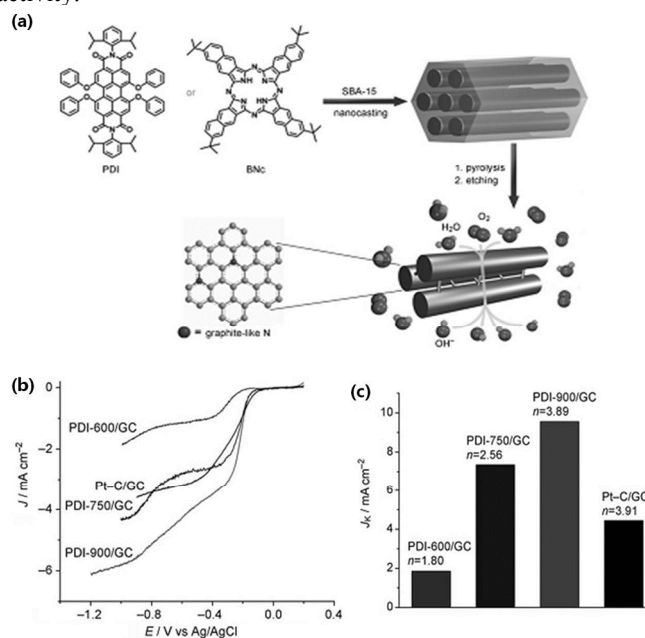 activity.
(a)
PDI
or
BNc
SBA-15
nanocasting
1. pyrolysis
2. etching
H₂O
O₂
OH⁻
= graphite-like N
(b)
0
−2
−4
−6
J / mA cm⁻²
PDI-600/GC
Pt–C/GC
PDI-750/GC
PDI-900/GC
−1.2
−0.8
−0.4
0.0
0.4
E / V vs Ag/AgCl
(c)
10
8
6
4
2
0
Jₖ / mA cm⁻²
PDI-600/GC
n=1.80
PDI-750/GC
n=2.56
PDI-900/GC
n=3.89
Pt–C/GC
n=3.91